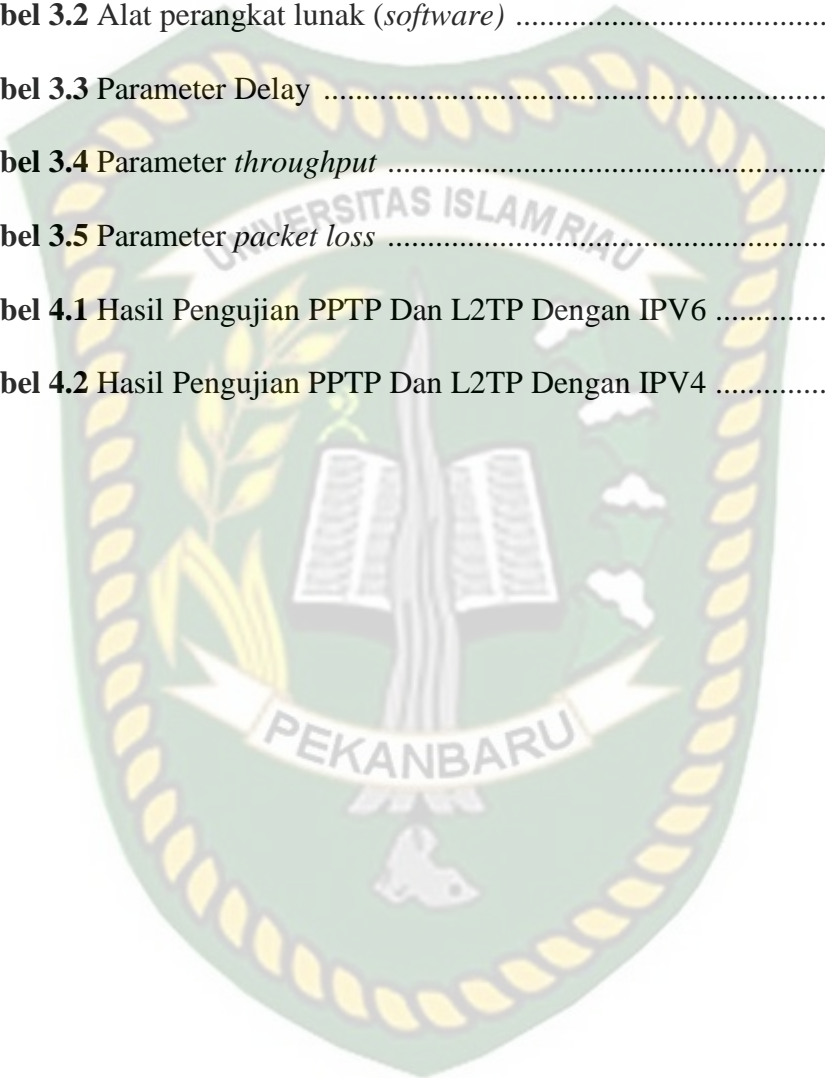 bel 3.2 Alat perangkat lunak (software) ........................................
bel 3.3 Parameter Delay ................................................................
bel 3.4 Parameter throughput ........................................................
UNIVERSITAS ISLAM RIAU
bel 3.5 Parameter packet loss ........................................................
bel 4.1 Hasil Pengujian PPTP Dan L2TP Dengan IPV6 ..............
bel 4.2 Hasil Pengujian PPTP Dan L2TP Dengan IPV4 ..............
PEKANBARU